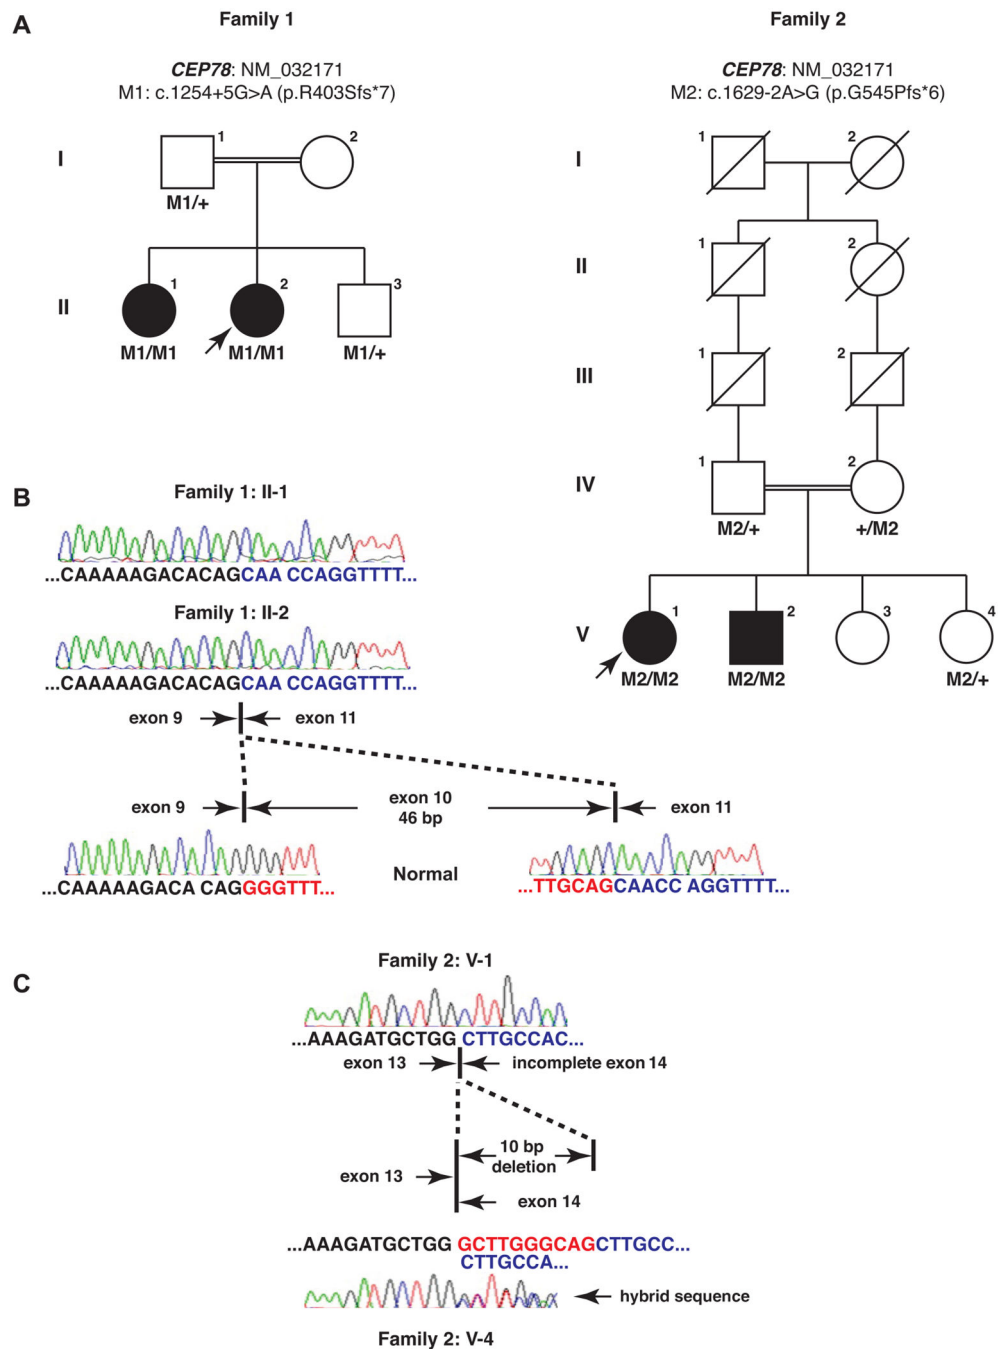 A
Family 1
CEP78: NM_032171
M1: c.1254+5G>A (p.R403Sfs*7)
I
1
2
M1/+
II
1
2
3
M1/M1
M1/M1
M1/+
Family 2
CEP78: NM_032171
M2: c.1629-2A>G (p.G545Pfs*6)
I
1
2
II
1
2
III
1
2
IV
1
2
M2/+
+/M2
V
1
2
3
4
M2/M2
M2/M2
M2/+
B
Family 1: II-1
...CAAAAAGACACAGCAA CCAGGTTTT...
Family 1: II-2
...CAAAAAGACACAGCAA CCAGGTTTT...
exon 9
exon 11
exon 9
exon 10
46 bp
exon 11
Normal
...CAAAAAGACA CAGGGGTTT...
...TTGCAGCAACC AGGTTTT...
C
Family 2: V-1
...AAAGATGCTGG CTTGCCAC...
exon 13
incomplete exon 14
10 bp
deletion
exon 13
exon 14
...AAAGATGCTGG GCTTGGGCAGCTTGCC...
CTTGCCA...
hybrid sequence
Family 2: V-4